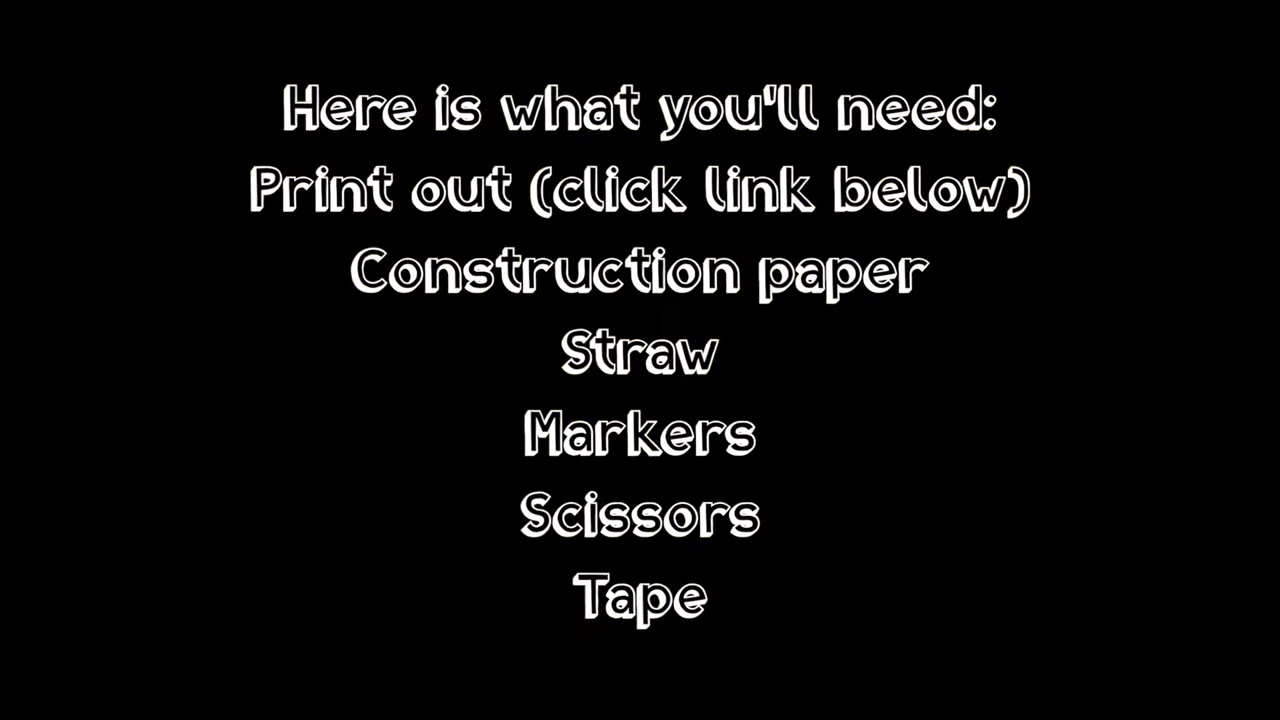 Here is what you'll need:
Print out (click link below)
Construction paper
Straw
Markers
Scissors
Tape